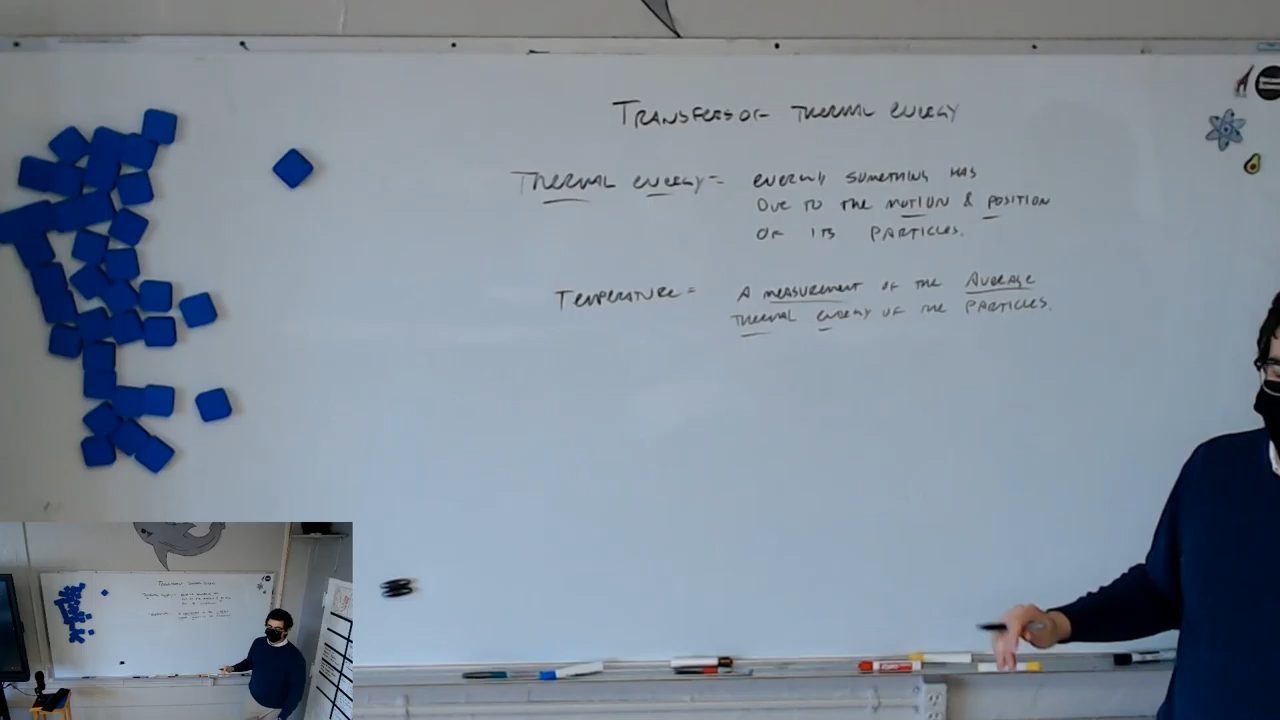 TRANSFERS OF THERMAL ENERGY
THERMAL ENERGY = ENERGY SOMETHING HAS
DUE TO THE MOTION & POSITION
OF ITS PARTICLES.
TEMPERATURE = A MEASUREMENT OF THE AVERAGE
THERMAL ENERGY OF THE PARTICLES.